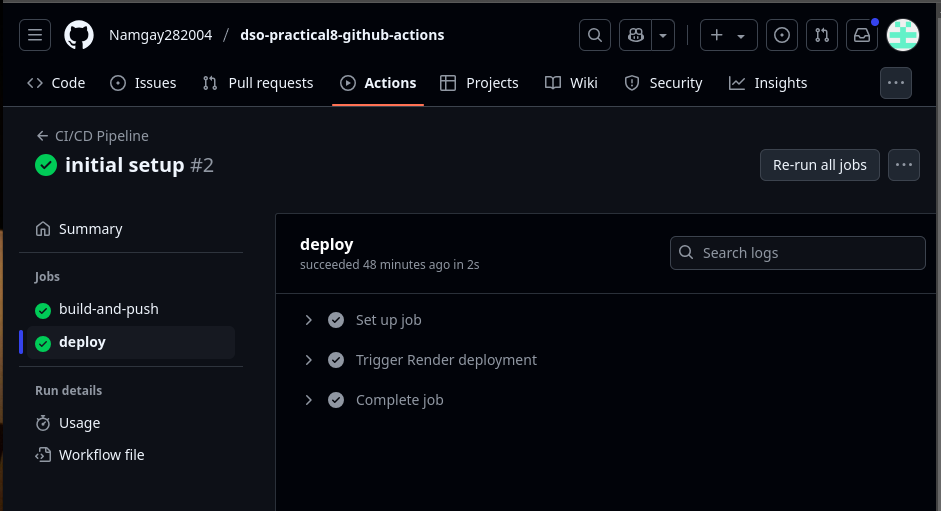 Namgay282004 / dso-practical8-github-actions
Code Issues Pull requests Actions Projects Wiki Security Insights
CI/CD Pipeline
initial setup #2
Re-run all jobs
Summary
Jobs
build-and-push
deploy
Run details
Usage
Workflow file
deploy
succeeded 48 minutes ago in 2s
Search logs
Set up job
Trigger Render deployment
Complete job